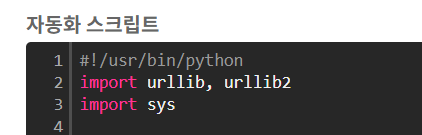 자동화 스크립트
1 #!/usr/bin/python
2 import urllib, urllib2
3 import sys
4